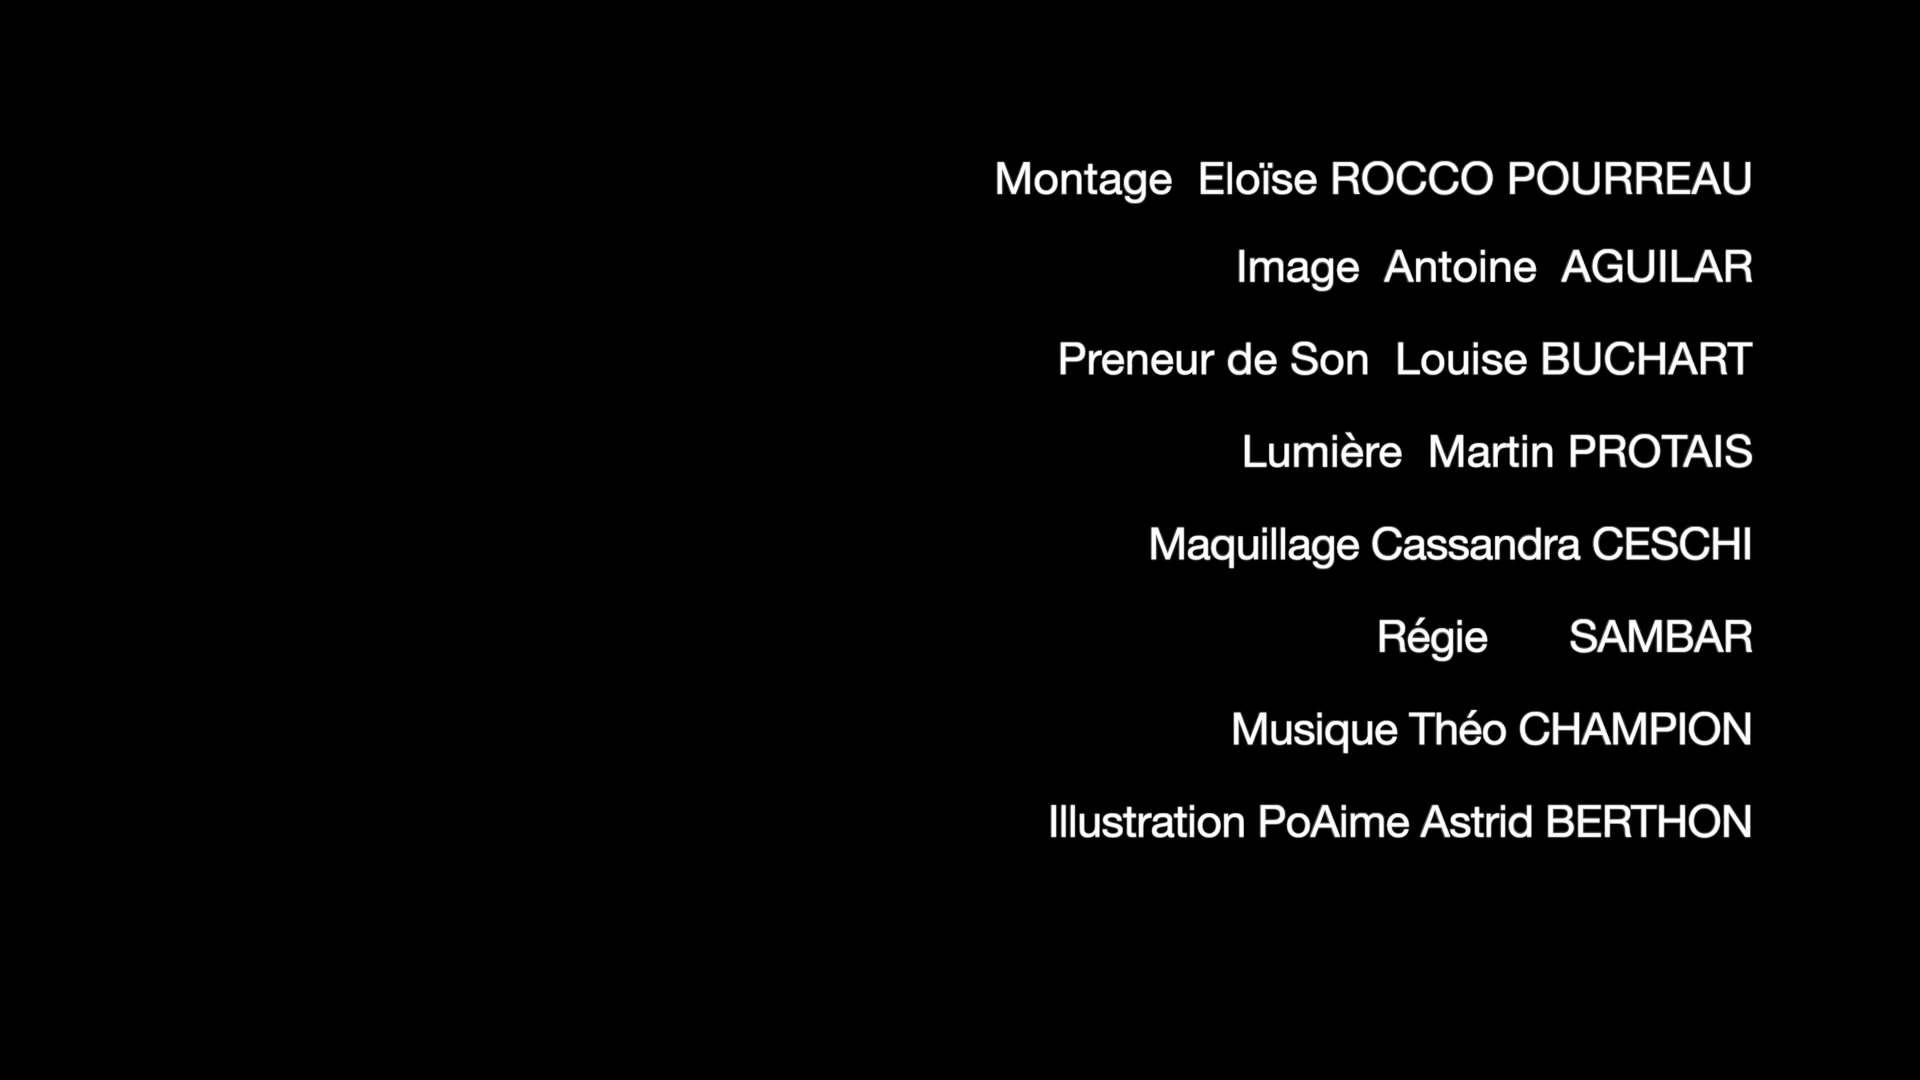 Montage Eloïse ROCCO POURREAU
Image Antoine AGUILAR
Preneur de Son Louise BUCHART
Lumière Martin PROTAIS
Maquillage Cassandra CESCHI
Régie SAMBAR
Musique Théo CHAMPION
Illustration PoAime Astrid BERTHON